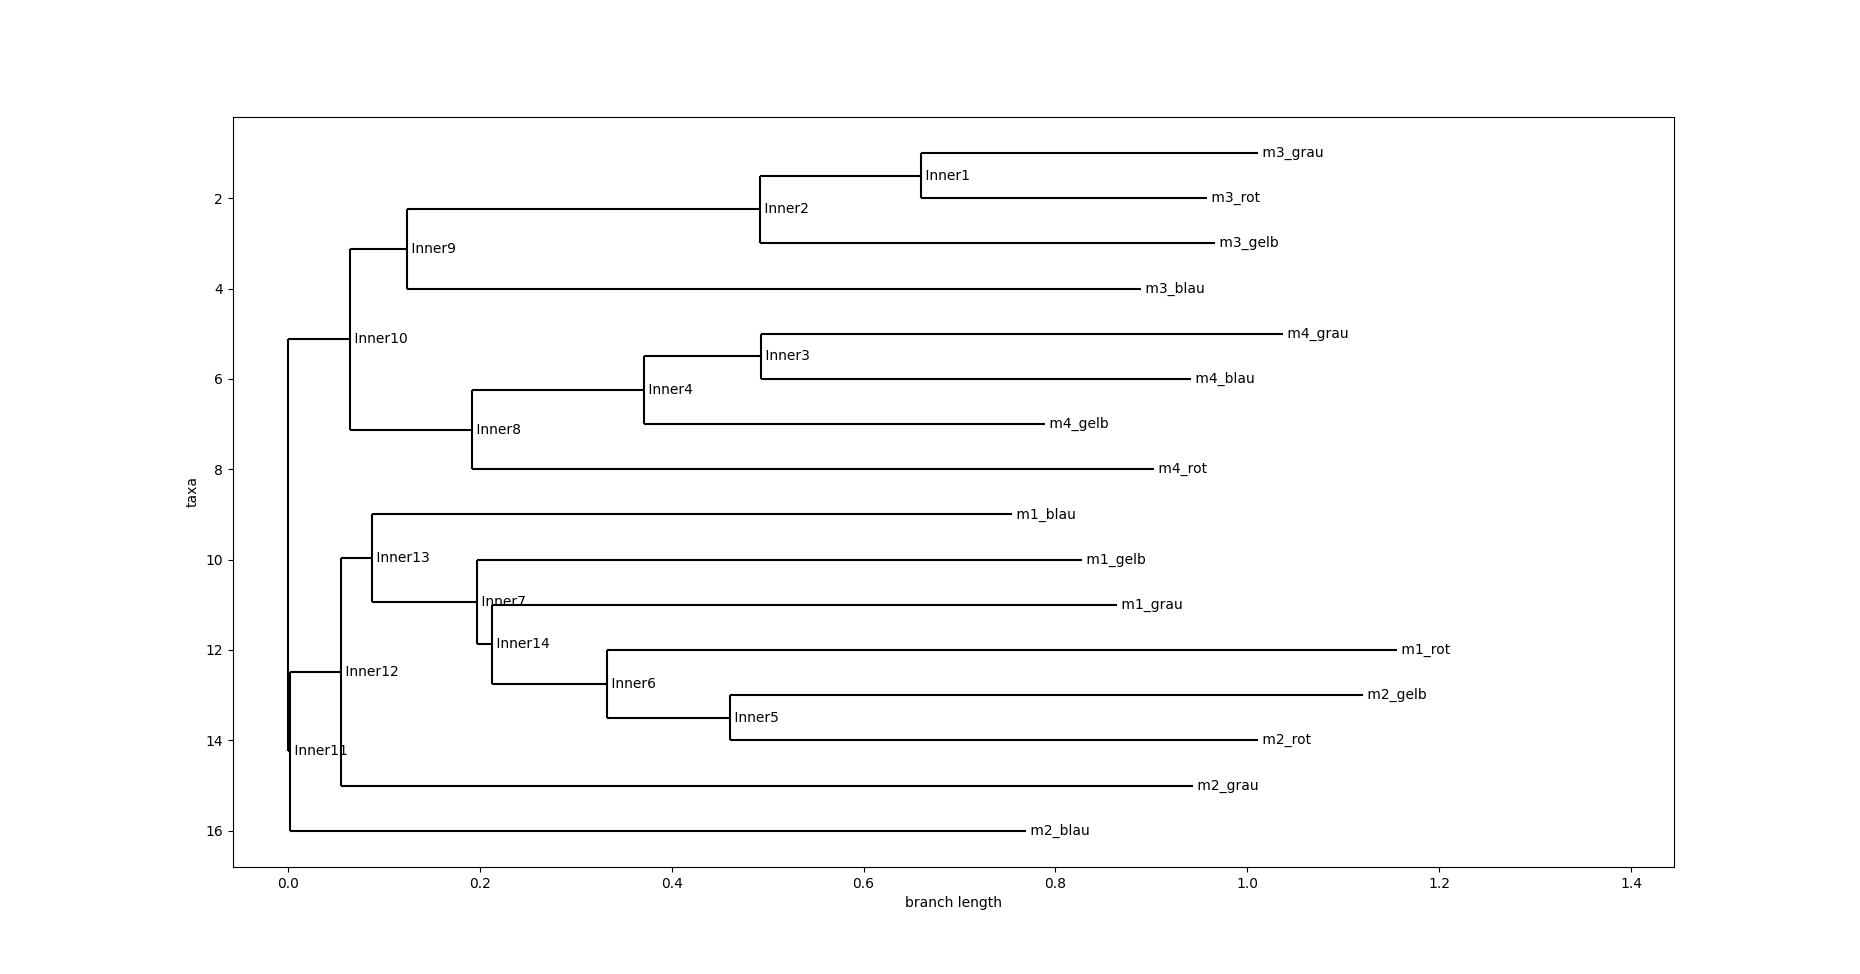 m3_grau
Inner1
2
m3_rot
Inner2
m3_gelb
Inner9
4
m3_blau
m4_grau
Inner10
Inner3
6
m4_blau
Inner4
m4_gelb
Inner8
8
m4_rot
taxa
m1_blau
Inner13
10
m1_gelb
Inner7
m1_grau
Inner14
12
m1_rot
Inner12
Inner6
m2_gelb
Inner5
14
m2_rot
Inner11
m2_grau
16
m2_blau
0.0 0.2 0.4 0.6 0.8 1.0 1.2 1.4
branch length